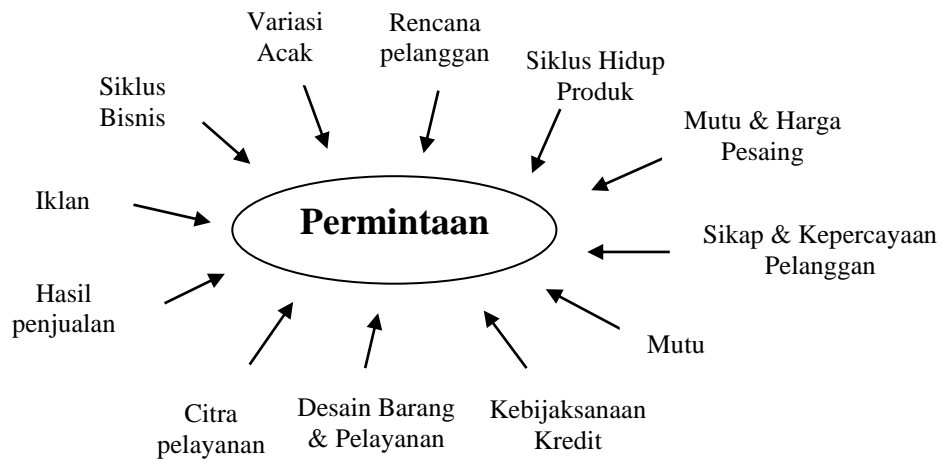 Variasi
Acak
Rencana
pelanggan
Siklus Hidup
Produk
Siklus
Bisnis
Mutu & Harga
Pesaing
Iklan
Permintaan
Sikap & Kepercayaan
Pelanggan
Hasil
penjualan
Mutu
Citra
pelayanan
Desain Barang
& Pelayanan
Kebijaksanaan
Kredit